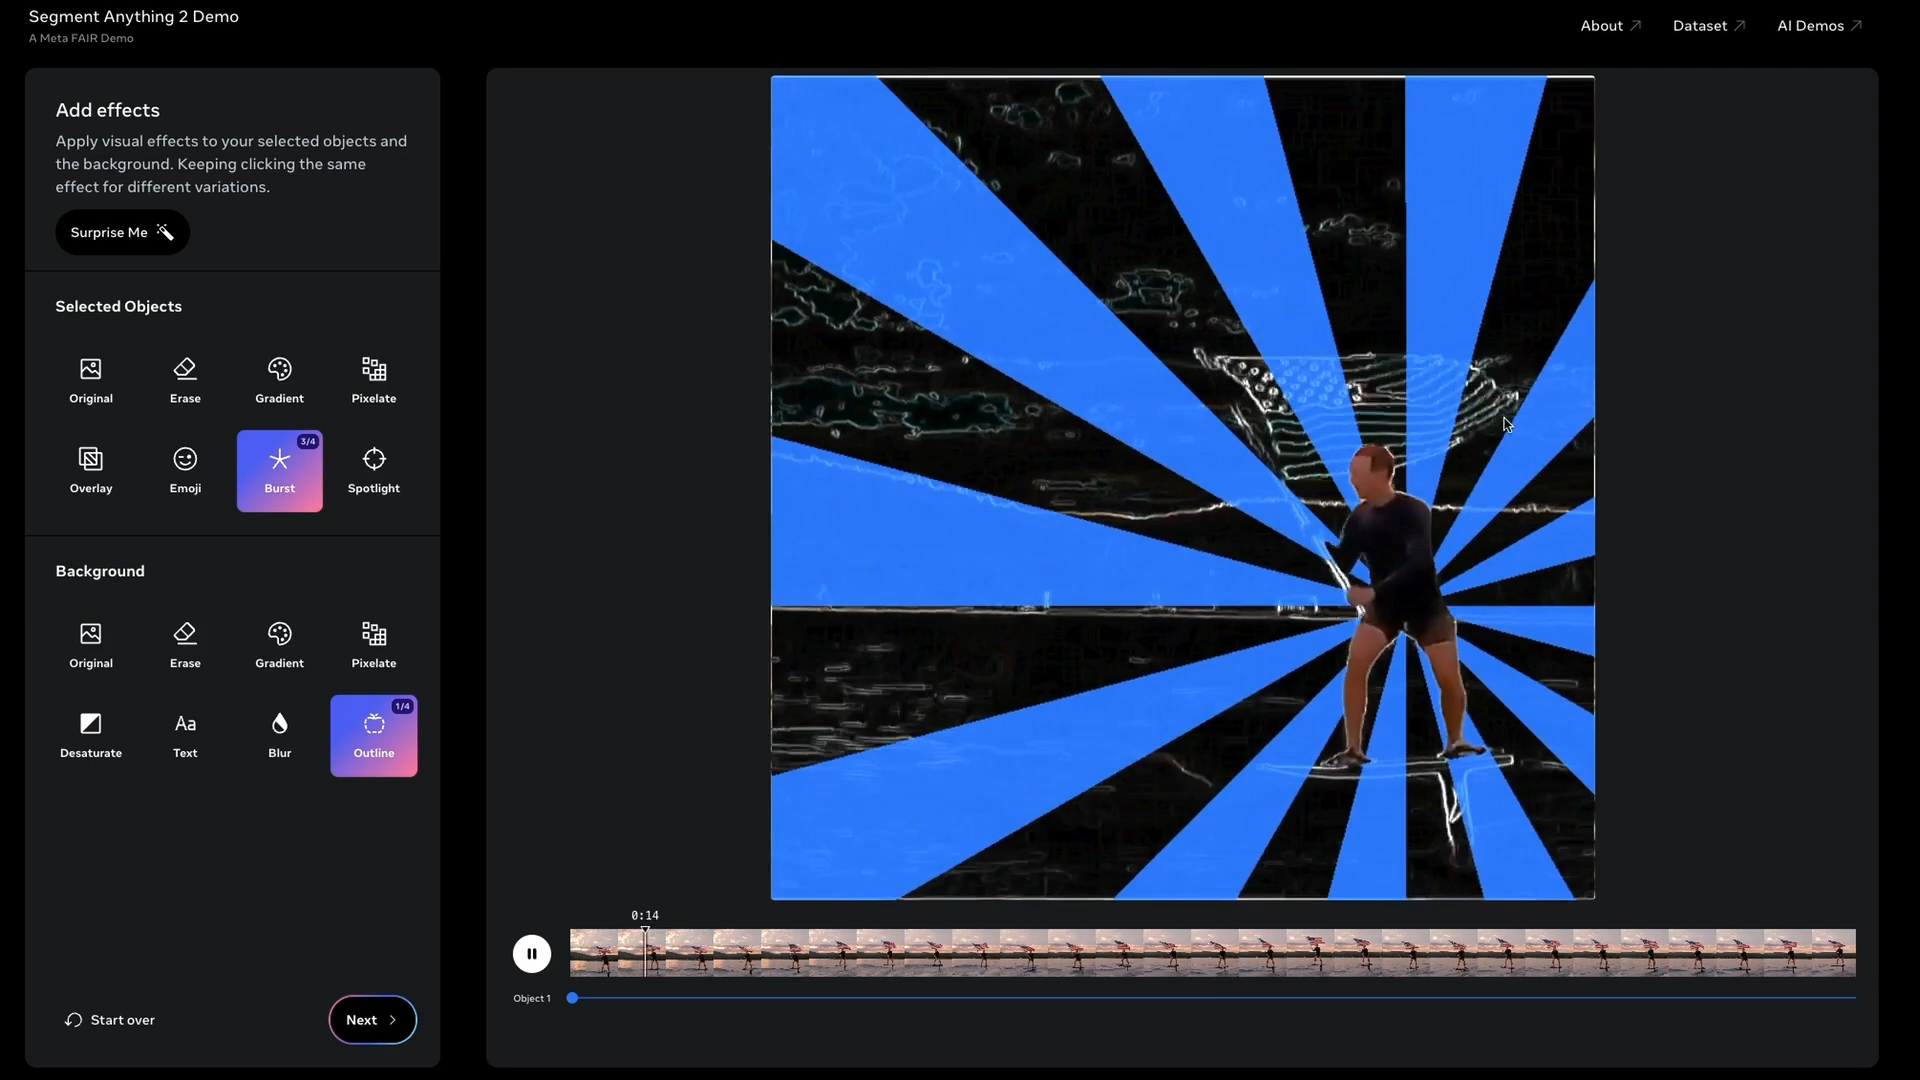 Segment Anything 2 Demo
A Meta FAIR Demo
About
Dataset
AI Demos
Add effects
Apply visual effects to your selected objects and
the background. Keeping clicking the same
effect for different variations.
Surprise Me
Selected Objects
Original
Erase
Gradient
Pixelate
Overlay
Emoji
3/4
Burst
Spotlight
Background
Original
Erase
Gradient
Pixelate
Desaturate
Aa
Text
Blur
1/4
Outline
Start over
Next
0:14
Object 1